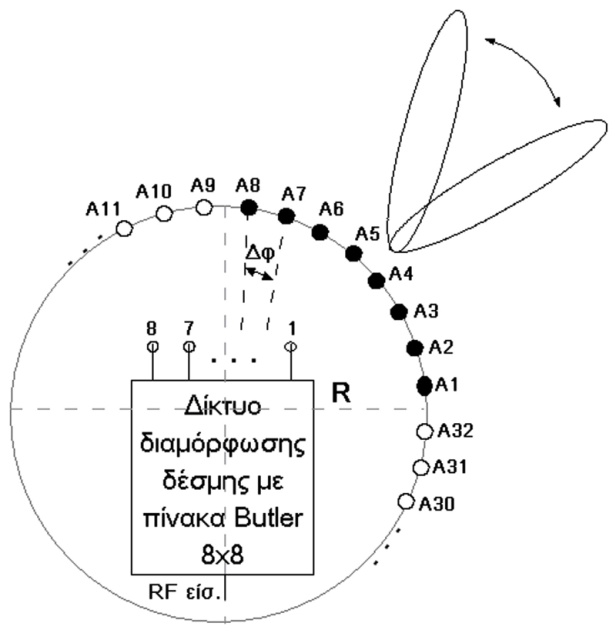 A11
A10
A9
A8
A7
A6
A5
A4
A3
A2
A1
A32
A31
A30
Δφ
8
7
. . .
1
R
Δίκτυο
διαμόρφωσης
δέσμης με
πίνακα Butler
8x8
RF είσ.